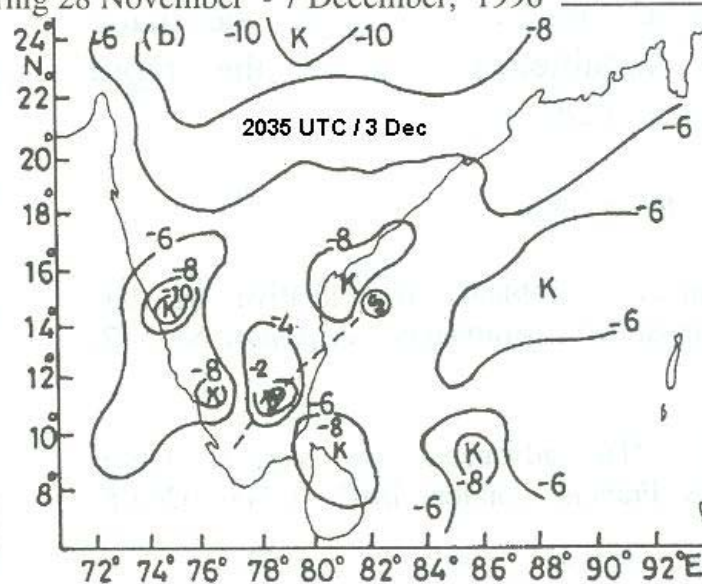 ing 28 November - 7 December, 1996
24° -6 (b) -10 K -10 -8
N
22°
2035 UTC / 3 Dec
-6
20°
18°
-6 -8 -6
16° -8 K K
-10
K
14° -4 -6
-8 -2
12° K
-6
10° -8 K K
-8
8° -6 -6
72° 74° 76° 78° 80° 82° 84° 86° 88° 90° 92°E